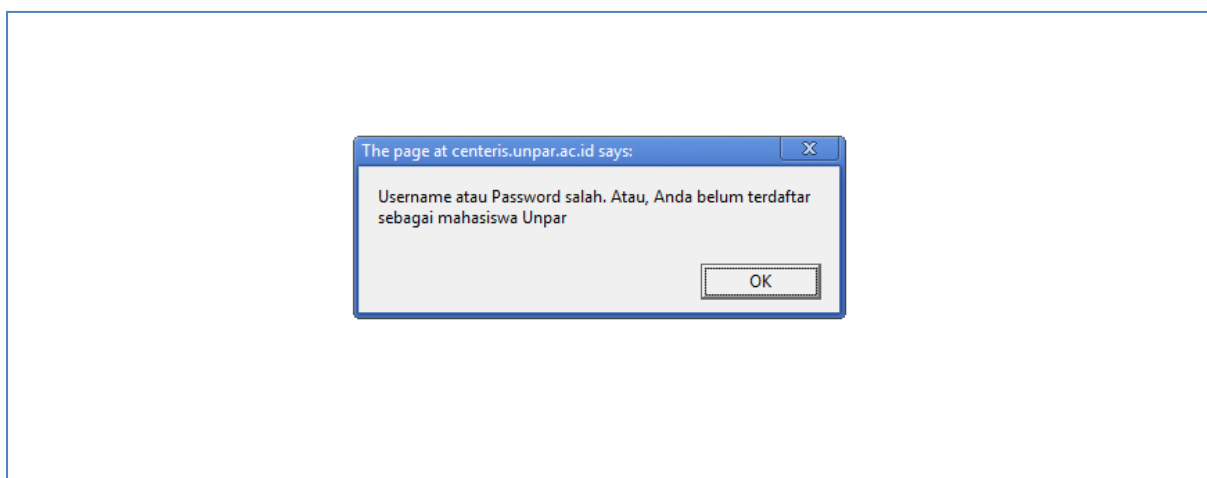 The page at centeris.unpar.ac.id says:
Username atau Password salah. Atau, Anda belum terdaftar
sebagai mahasiswa Unpar
OK